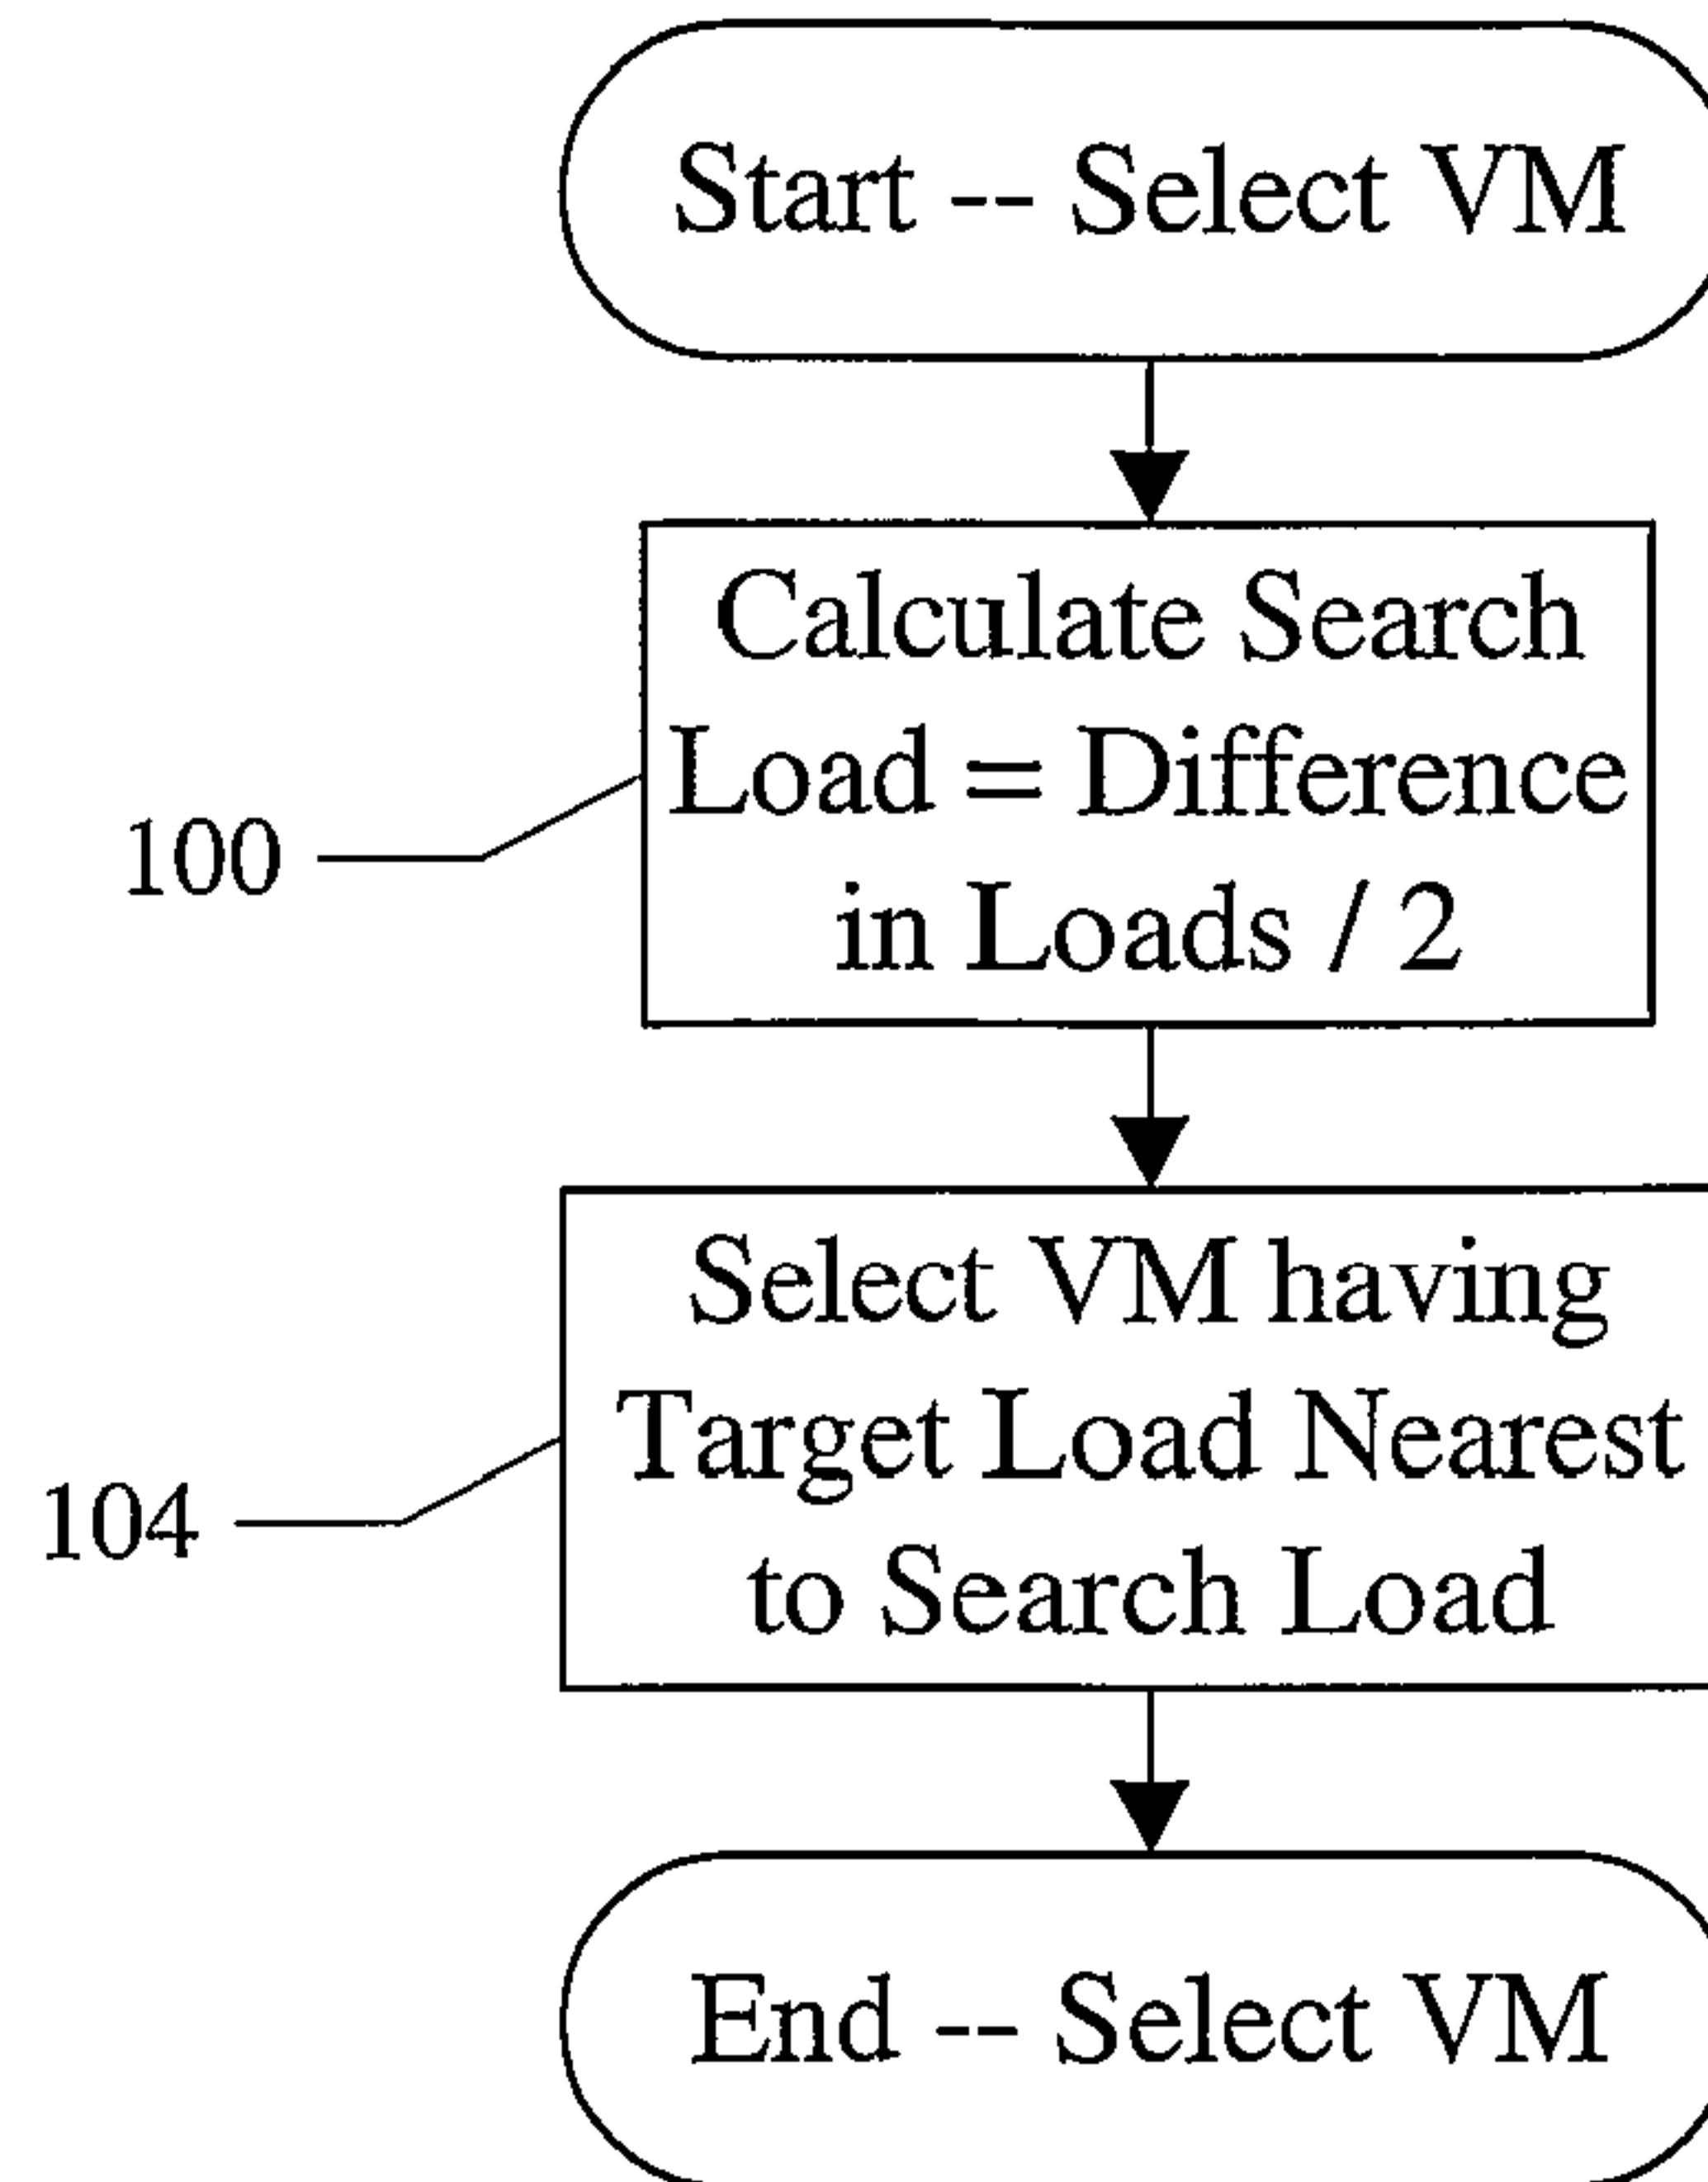 Start -- Select VM
Calculate Search
Load = Difference
in Loads / 2
100
Select VM having
Target Load Nearest
to Search Load
104
End -- Select VM